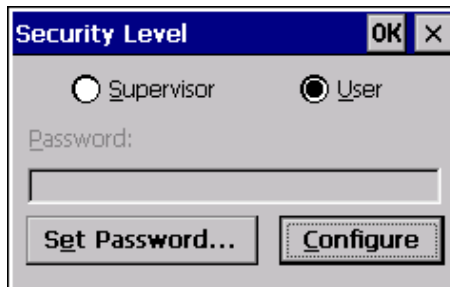 Security Level OK ×
Supervisor User
Password:
Set Password... Configure